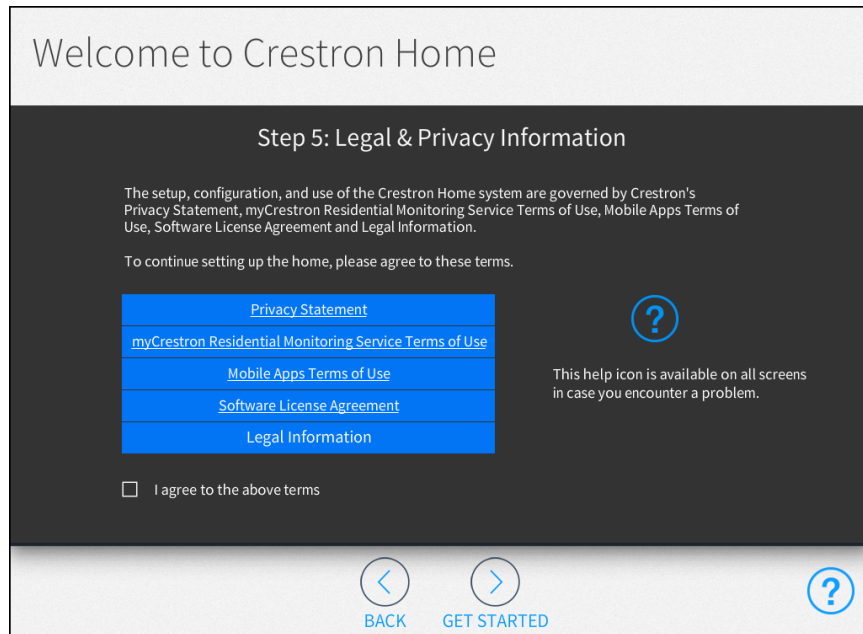 Welcome to Crestron Home
Step 5: Legal & Privacy Information
The setup, configuration, and use of the Crestron Home system are governed by Crestron's
Privacy Statement, myCrestron Residential Monitoring Service Terms of Use, Mobile Apps Terms of
Use, Software License Agreement and Legal Information.
To continue setting up the home, please agree to these terms.
Privacy Statement
myCrestron Residential Monitoring Service Terms of Use
Mobile Apps Terms of Use
Software License Agreement
Legal Information
?
This help icon is available on all screens
in case you encounter a problem.
I agree to the above terms
BACK
GET STARTED
?